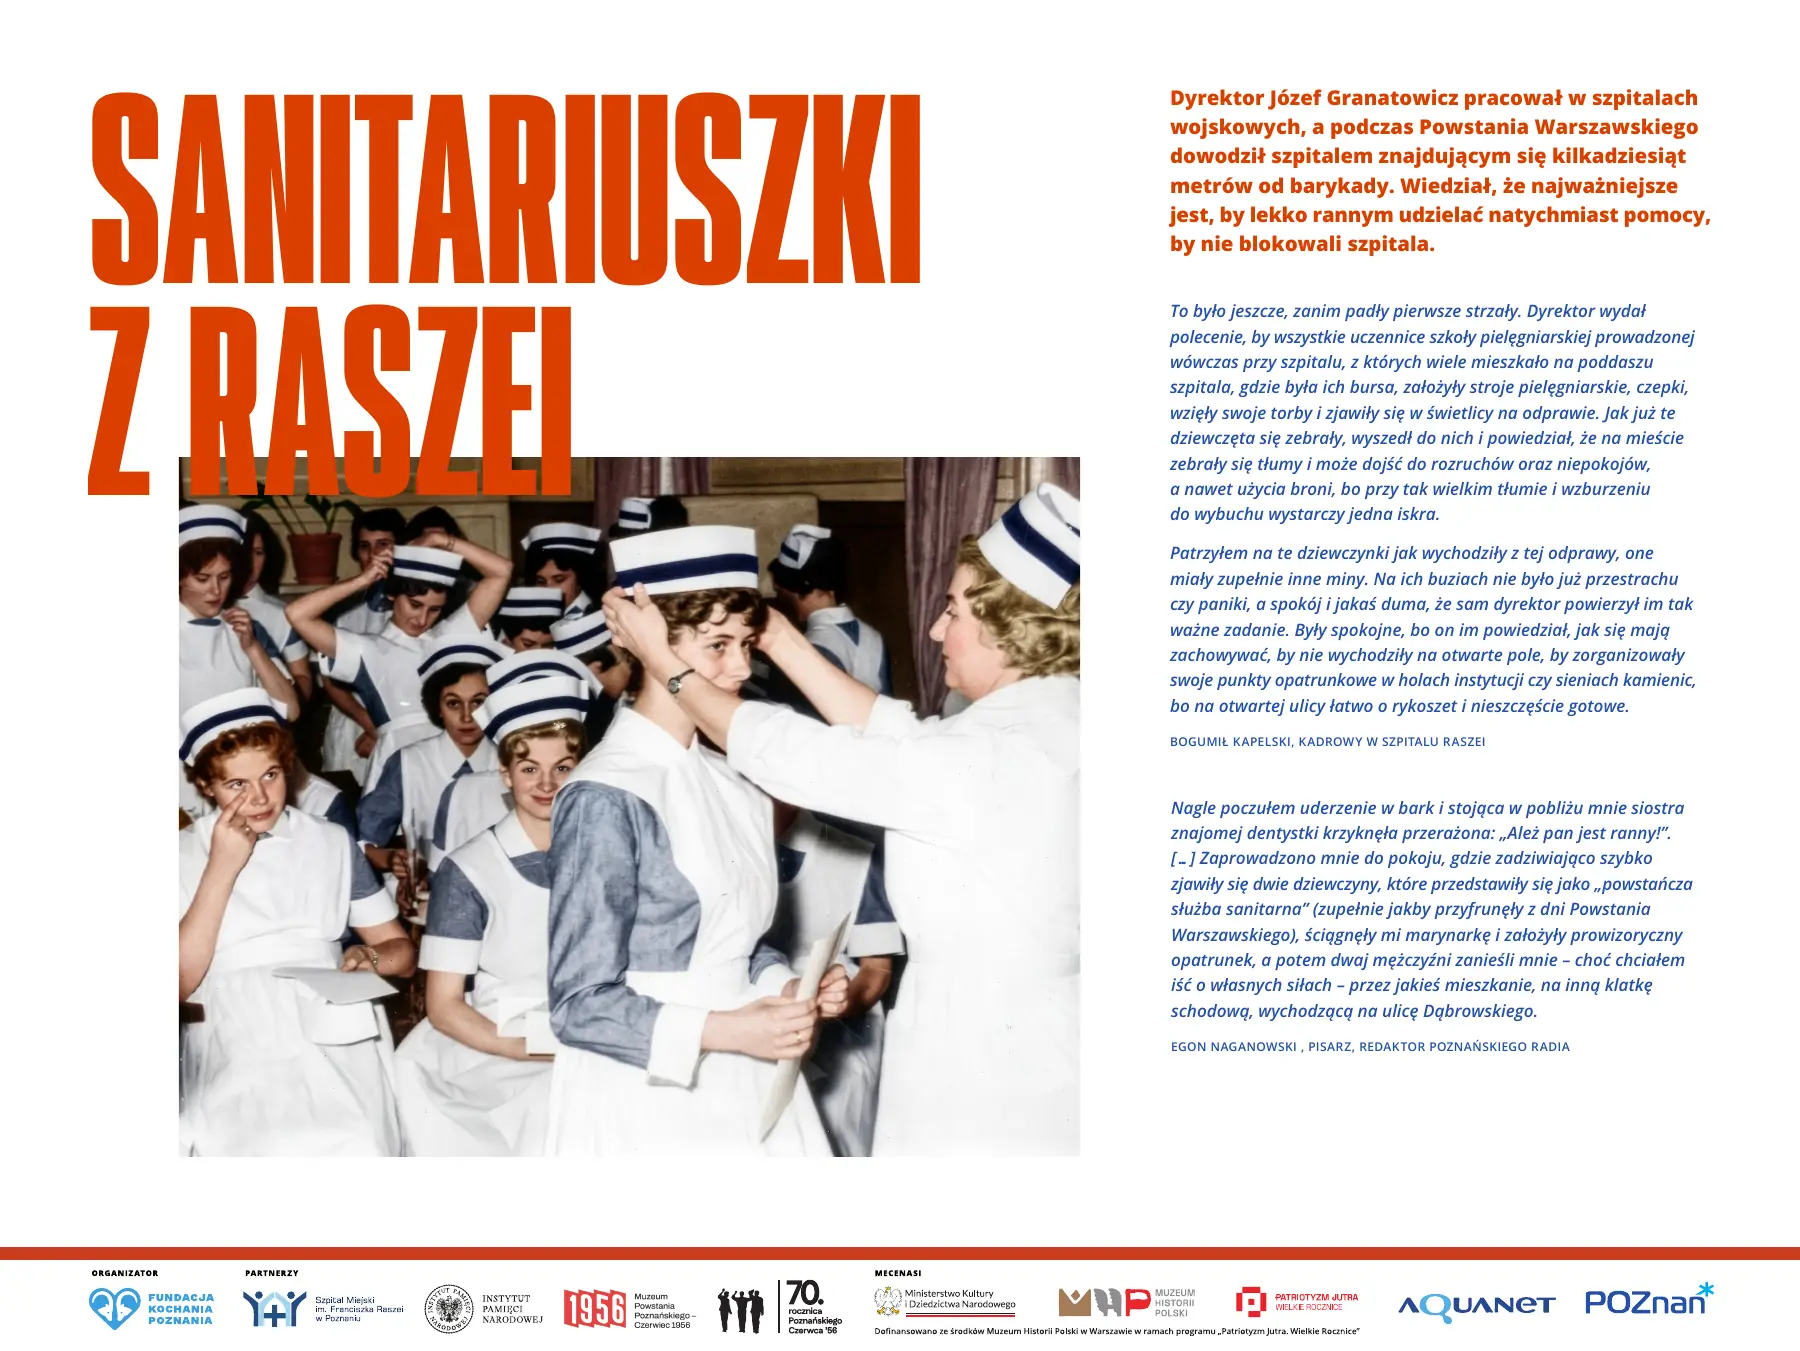 SANITARIUSZKI
Z RASZEI
Dyrektor Józef Granatowicz pracował w szpitalach
wojskowych, a podczas Powstania Warszawskiego
dowodził szpitalem znajdującym się kilkadziesiąt
metrów od barykady. Wiedział, że najważniejsze
jest, by lekko rannym udzielać natychmiast pomocy,
by nie blokowali szpitala.
To było jeszcze, zanim padły pierwsze strzały. Dyrektor wydał
polecenie, by wszystkie uczennice szkoły pielęgniarskiej prowadzonej
wówczas przy szpitalu, z których wiele mieszkało na poddaszu
szpitala, gdzie była ich bursa, założyły stroje pielęgniarskie, czepki,
wzięły swoje torby i zjawiły się w świetlicy na odprawie. Jak już te
dziewczęta się zebrały, wyszedł do nich i powiedział, że na mieście
zebrały się tłumy i może dojść do rozruchów oraz niepokojów,
a nawet użycia broni, bo przy tak wielkim tłumie i wzburzeniu
do wybuchu wystarczy jedna iskra.
Patrzyłem na te dziewczynki jak wychodziły z tej odprawy, one
miały zupełnie inne miny. Na ich buziach nie było już przestrachu
czy paniki, a spokój i jakaś duma, że sam dyrektor powierzył im tak
ważne zadanie. Były spokojne, bo on im powiedział, jak się mają
zachowywać, by nie wychodziły na otwarte pole, by zorganizowały
swoje punkty opatrunkowe w holach instytucji czy sieniach kamienic,
bo na otwartej ulicy łatwo o rykoszet i nieszczęście gotowe.
BOGUMIŁ KAPELSKI, KADROWY W SZPITALU RASZEI
Nagle poczułem uderzenie w bark i stojąca w pobliżu mnie siostra
znajomej dentystki krzyknęła przerażona: „Ależ pan jest ranny!”.
[...] Zaprowadzono mnie do pokoju, gdzie zadziwiająco szybko
zjawiły się dwie dziewczyny, które przedstawiły się jako „powstańcza
służba sanitarna” (zupełnie jakby przyfrunęły z dni Powstania
Warszawskiego), ściągnęły mi marynarkę i założyły prowizoryczny
opatrunek, a potem dwaj mężczyźni zanieśli mnie – choć chciałem
iść o własnych siłach – przez jakieś mieszkanie, na inną klatkę
schodową, wychodzącą na ulicę Dąbrowskiego.
EGON NAGANOWSKI , PISARZ, REDAKTOR POZNAŃSKIEGO RADIA
ORGANIZATOR
FUNDACJA
KOCHANIA
POZNANIA
PARTNERZY
Szpital Miejski
im. Franciszka Raszei
w Poznaniu
INSTYTUT PAMIĘCI NARODOWEJ
INSTYTUT
PAMIĘCI
NARODOWEJ
1956
Muzeum
Powstania
Poznańskiego –
Czerwiec 1956
70.
rocznica
Poznańskiego
Czerwca '56
MECENASI
Ministerstwo Kultury
i Dziedzictwa Narodowego
MHP
MUZEUM
HISTORII
POLSKI
PATRIOTYZM JUTRA
WIELKIE ROCZNICE
AQUANET
POZnan*
Dofinansowano ze środków Muzeum Historii Polski w Warszawie w ramach programu „Patriotyzm Jutra. Wielkie Rocznice”